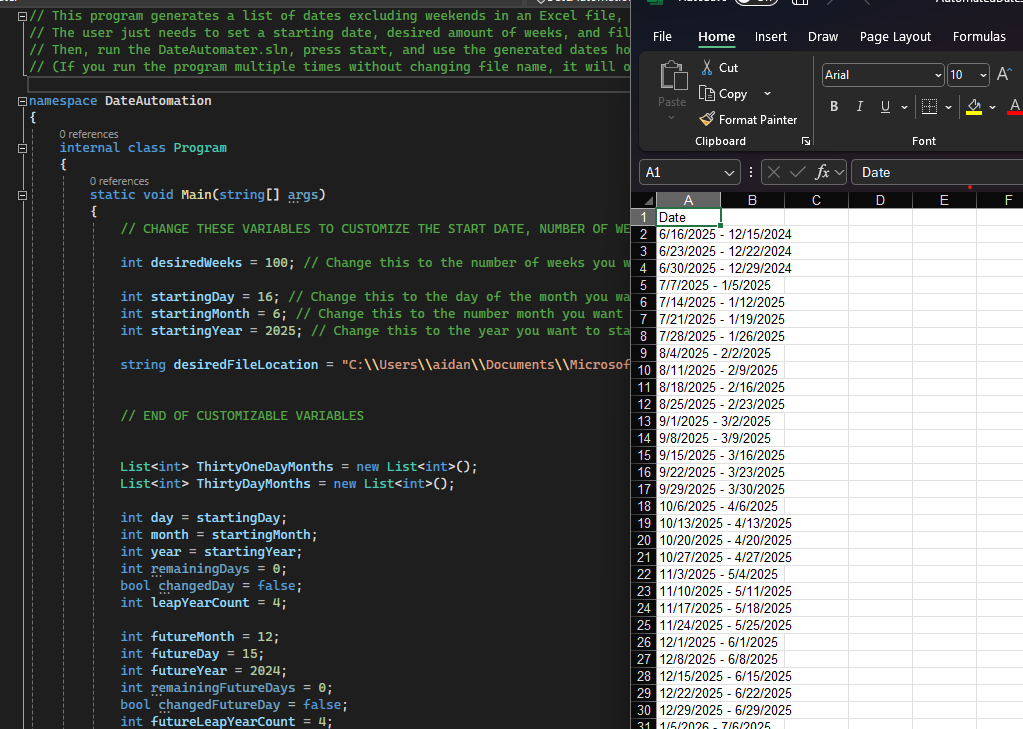 // This program generates a list of dates excluding weekends in an Excel file,
// The user just needs to set a starting date, desired amount of weeks, and fil
// Then, run the DateAutomater.sln, press start, and use the generated dates ho
// (If you run the program multiple times without changing file name, it will o
namespace DateAutomation
{
0 references
internal class Program
{
0 references
static void Main(string[] args)
{
// CHANGE THESE VARIABLES TO CUSTOMIZE THE START DATE, NUMBER OF WE
int desiredWeeks = 100; // Change this to the number of weeks you w
int startingDay = 16; // Change this to the day of the month you wa
int startingMonth = 6; // Change this to the number month you want
int startingYear = 2025; // Change this to the year you want to sta
string desiredFileLocation = "C:\\Users\\aidan\\Documents\\Microsof
// END OF CUSTOMIZABLE VARIABLES
List<int> ThirtyOneDayMonths = new List<int>();
List<int> ThirtyDayMonths = new List<int>();
int day = startingDay;
int month = startingMonth;
int year = startingYear;
int remainingDays = 0;
bool changedDay = false;
int leapYearCount = 4;
int futureMonth = 12;
int futureDay = 15;
int futureYear = 2024;
int remainingFutureDays = 0;
bool changedFutureDay = false;
int futureLeapYearCount = 4;
File Home Insert Draw Page Layout Formulas
Paste
Cut
Copy
Format Painter
Clipboard
Arial 10 A
B I U A
Font
A1 fx Date
A B C D E F
1 Date
2 6/16/2025 - 12/15/2024
3 6/23/2025 - 12/22/2024
4 6/30/2025 - 12/29/2024
5 7/7/2025 - 1/5/2025
6 7/14/2025 - 1/12/2025
7 7/21/2025 - 1/19/2025
8 7/28/2025 - 1/26/2025
9 8/4/2025 - 2/2/2025
10 8/11/2025 - 2/9/2025
11 8/18/2025 - 2/16/2025
12 8/25/2025 - 2/23/2025
13 9/1/2025 - 3/2/2025
14 9/8/2025 - 3/9/2025
15 9/15/2025 - 3/16/2025
16 9/22/2025 - 3/23/2025
17 9/29/2025 - 3/30/2025
18 10/6/2025 - 4/6/2025
19 10/13/2025 - 4/13/2025
20 10/20/2025 - 4/20/2025
21 10/27/2025 - 4/27/2025
22 11/3/2025 - 5/4/2025
23 11/10/2025 - 5/11/2025
24 11/17/2025 - 5/18/2025
25 11/24/2025 - 5/25/2025
26 12/1/2025 - 6/1/2025
27 12/8/2025 - 6/8/2025
28 12/15/2025 - 6/15/2025
29 12/22/2025 - 6/22/2025
30 12/29/2025 - 6/29/2025
31 1/5/2026 - 7/6/2025